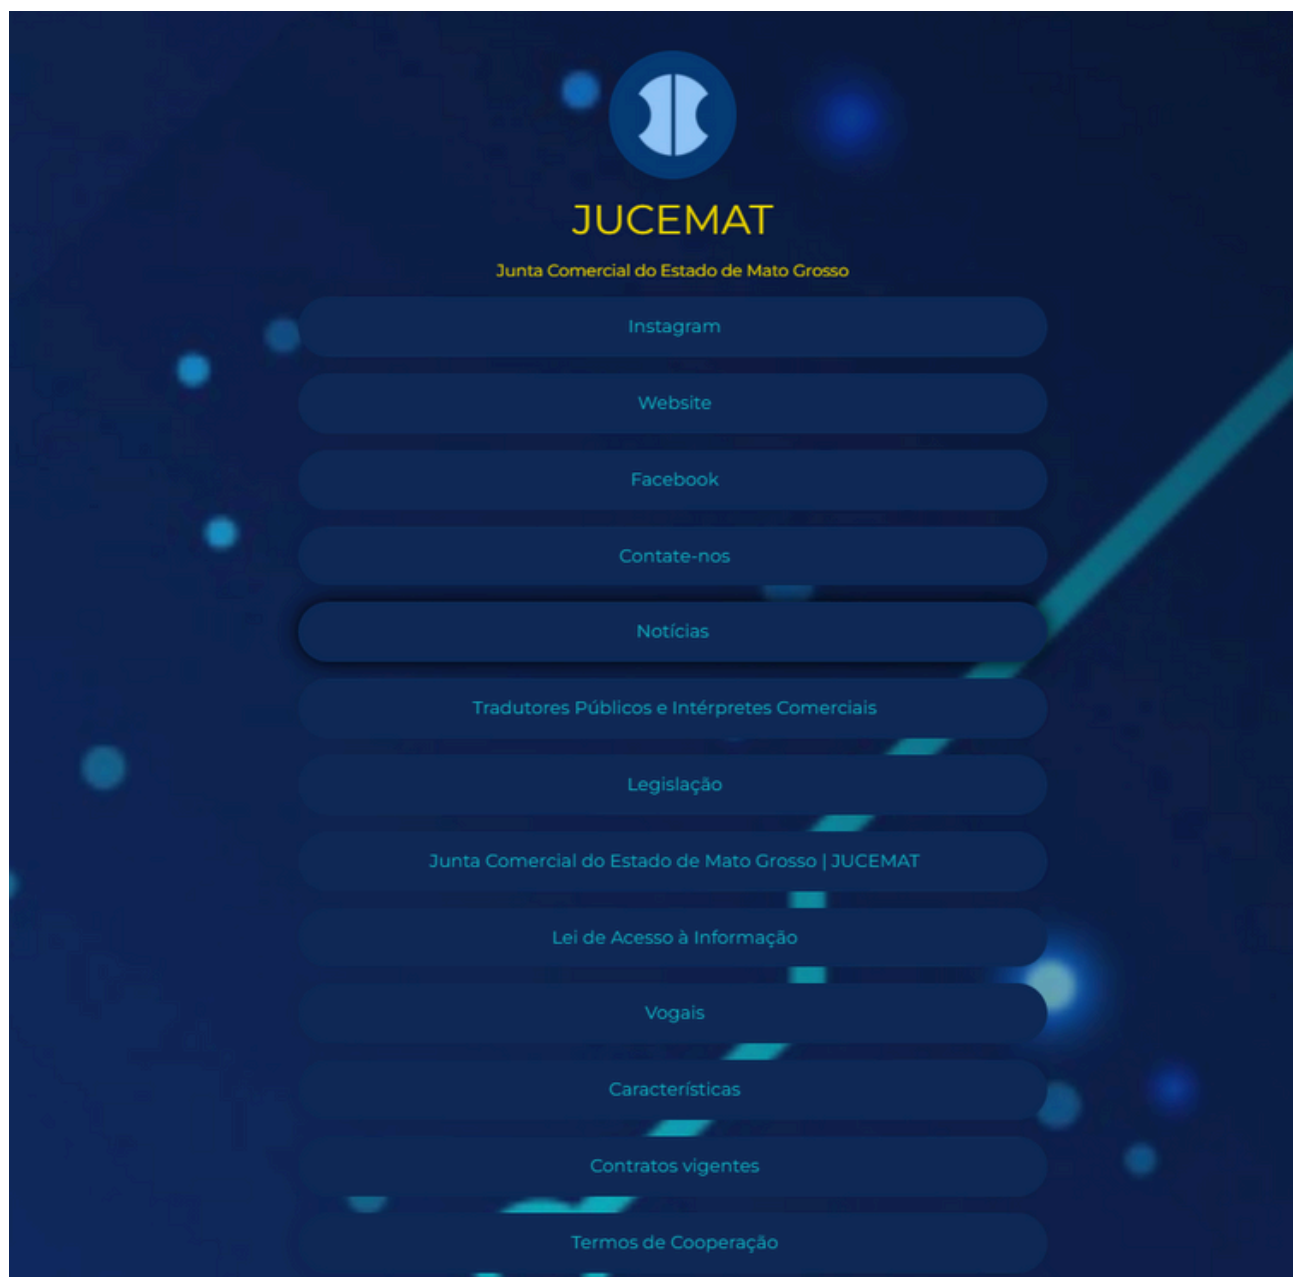 JUCEMAT
Junta Comercial do Estado de Mato Grosso
Instagram
Website
Facebook
Contate-nos
Notícias
Tradutores Públicos e Intérpretes Comerciais
Legislação
Junta Comercial do Estado de Mato Grosso | JUCEMAT
Lei de Acesso à Informação
Vogais
Características
Contratos vigentes
Termos de Cooperação